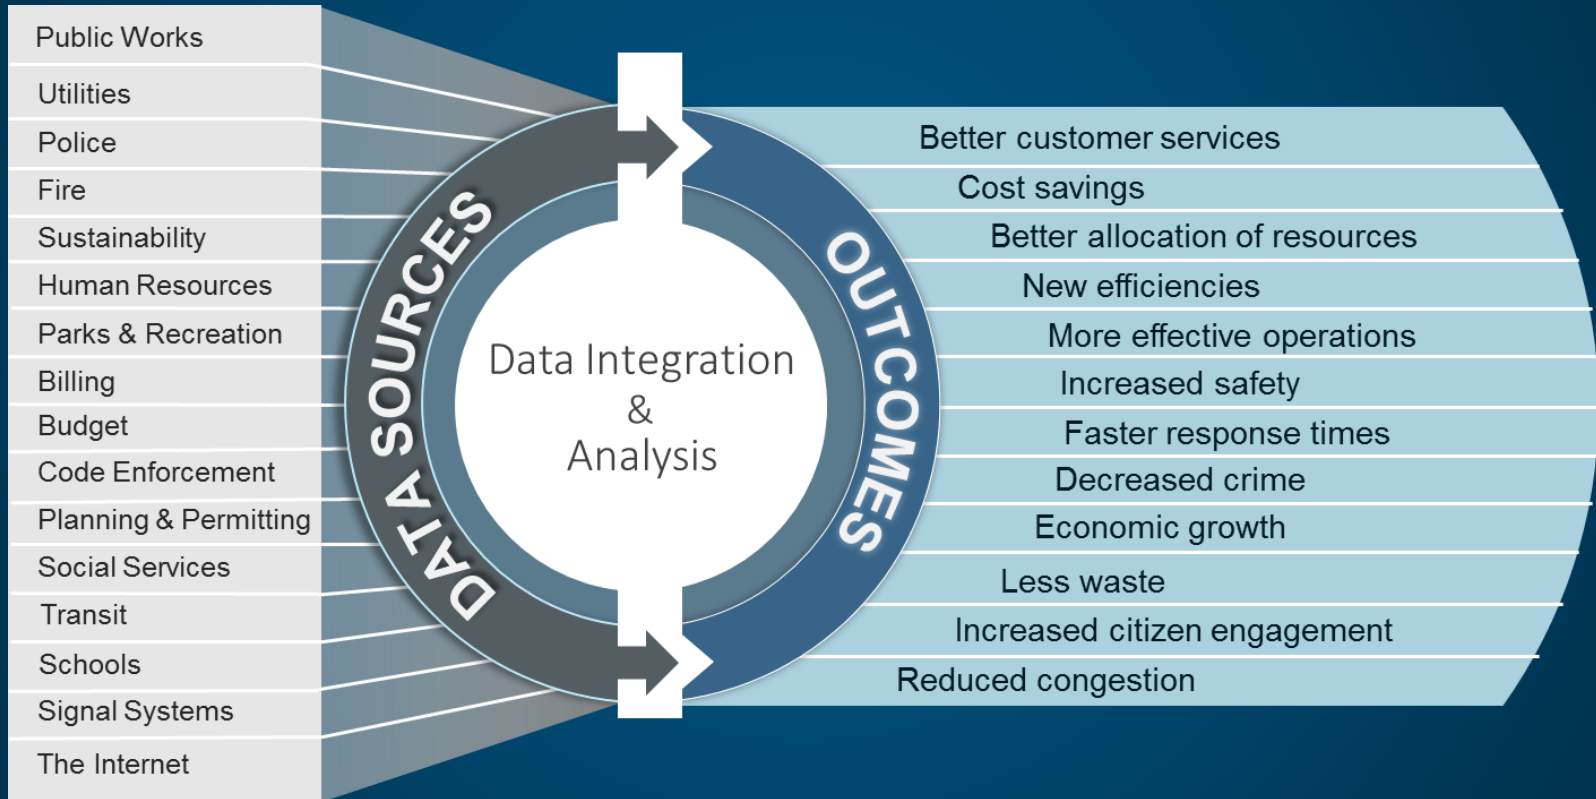 Public Works
Utilities
Police
Fire
Sustainability
Human Resources
Parks & Recreation
Billing
Budget
Code Enforcement
Planning & Permitting
Social Services
Transit
Schools
Signal Systems
The Internet
DATA SOURCES
Data Integration
&
Analysis
OUTCOMES
Better customer services
Cost savings
Better allocation of resources
New efficiencies
More effective operations
Increased safety
Faster response times
Decreased crime
Economic growth
Less waste
Increased citizen engagement
Reduced congestion